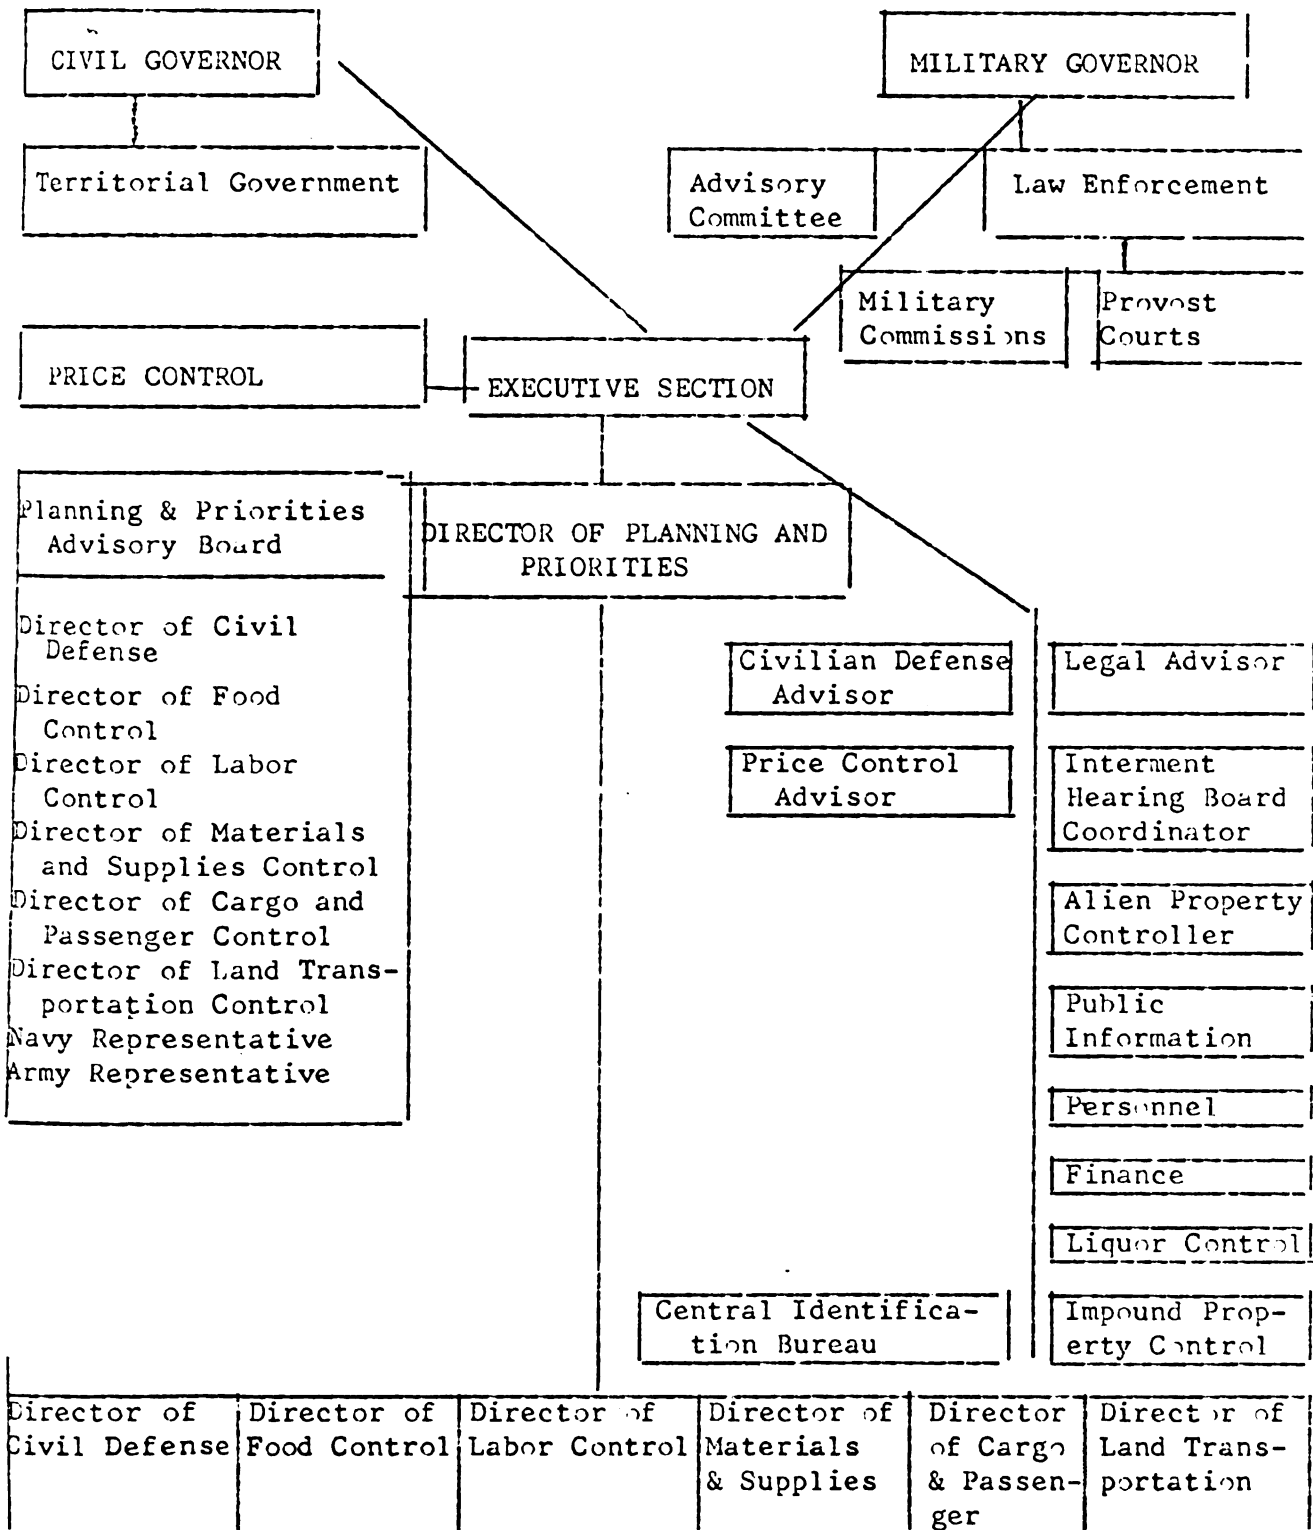 CIVIL GOVERNOR
MILITARY GOVERNOR
Territorial Government
Advisory
Committee
Law Enforcement
Military
Commissions
Provost
Courts
PRICE CONTROL
EXECUTIVE SECTION
Planning & Priorities
Advisory Board
DIRECTOR OF PLANNING AND
PRIORITIES
Director of Civil
Defense
Director of Food
Control
Director of Labor
Control
Director of Materials
and Supplies Control
Director of Cargo and
Passenger Control
Director of Land Trans-
portation Control
Navy Representative
Army Representative
Civilian Defense
Advisor
Price Control
Advisor
Legal Advisor
Interment
Hearing Board
Coordinator
Alien Property
Controller
Public
Information
Personnel
Finance
Liquor Control
Central Identifica-
tion Bureau
Impound Prop-
erty Control
Director of
Civil Defense
Director of
Food Control
Director of
Labor Control
Director of
Materials
& Supplies
Director
of Cargo
& Passen-
ger
Director of
Land Trans-
portation